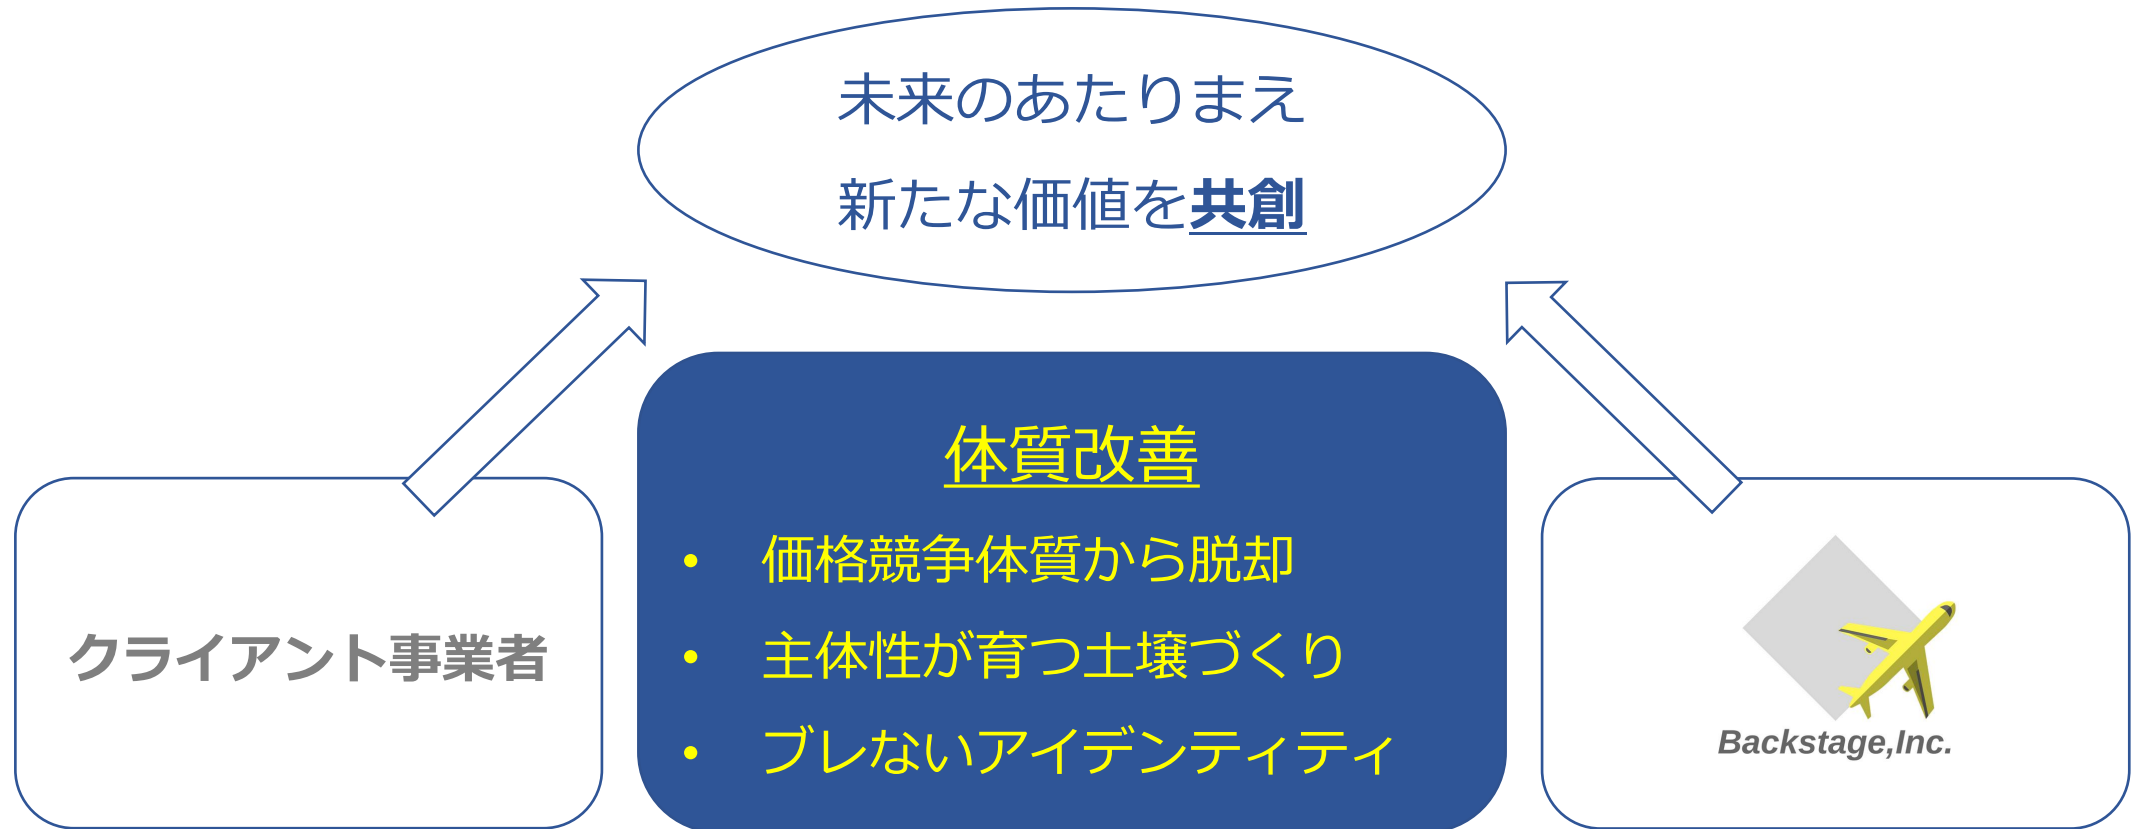 未来のあたりまえ
新たな価値を共創
体質改善
• 価格競争体質から脱却
• 主体性が育つ土壌づくり
• ブレないアイデンティティ
クライアント事業者
Backstage,Inc.